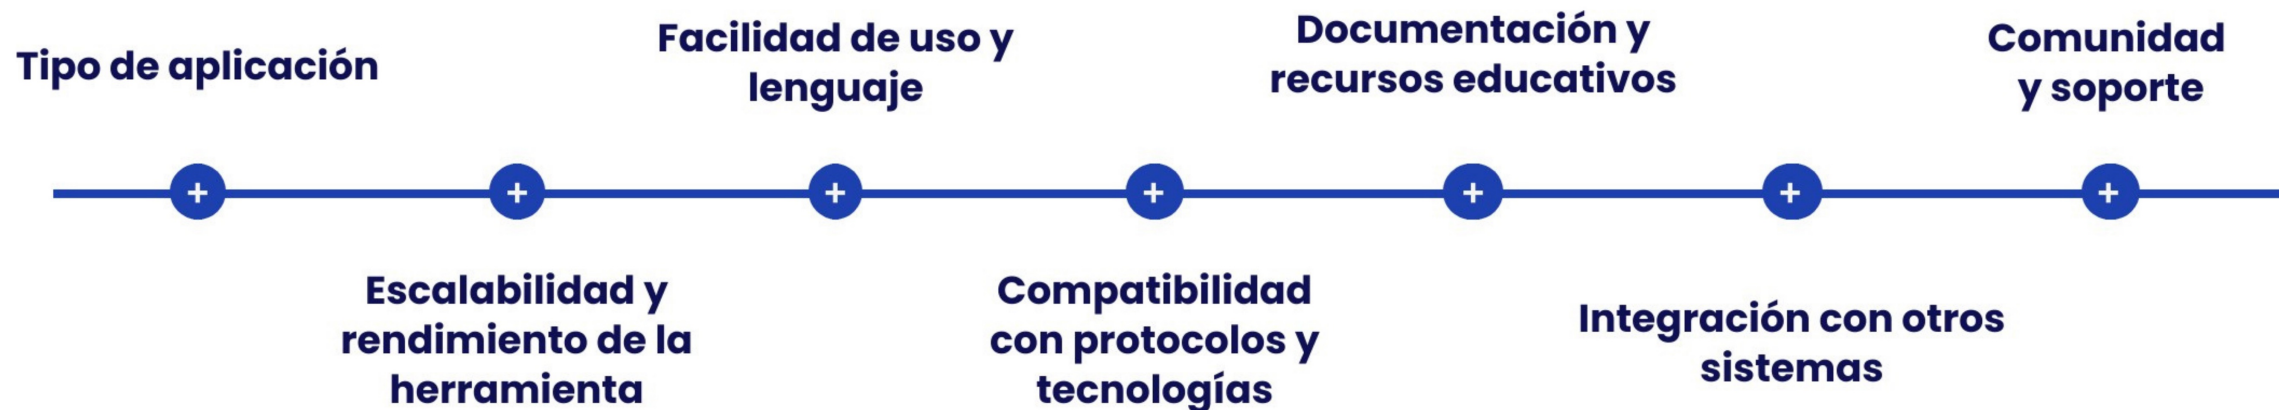 Tipo de aplicación
Facilidad de uso y
lenguaje
Documentación y
recursos educativos
Comunidad
y soporte
+ + + + + + +
Escalabilidad y
rendimiento de la
herramienta
Compatibilidad
con protocolos y
tecnologías
Integración con otros
sistemas